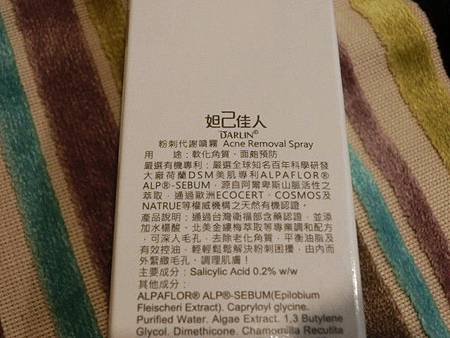 妲己佳人
DARLIN®
粉刺代謝噴霧 Acne Removal Spray
用　　途：軟化角質、面皰預防
嚴選有機專利：嚴選全球知名百年科學研發
大廠荷蘭DSM美肌專利ALPAFLOR®
ALP®-SEBUM，源自阿爾卑斯山脈活性之
萃取，通過歐洲ECOCERT、COSMOS及
NATRUE等權威機構之天然有機認證。
產品說明：通過台灣衛福部含藥認證，並添
加水楊酸、北美金縷梅萃取等專業調和配方
，可深入毛孔，去除老化角質，平衡油脂及
有效控油，輕輕鬆鬆解決粉刺困擾，由內而
外緊緻毛孔、調理肌膚！
主要成分：Salicylic Acid 0.2% w/w
其他成分：
ALPAFLOR® ALP®-SEBUM(Epilobium
Fleischeri Extract). Capryloyl glycine.
Purified Water. Algae Extract. 1,3 Butylene
Glycol. Dimethicone. Chamomilla Recutita